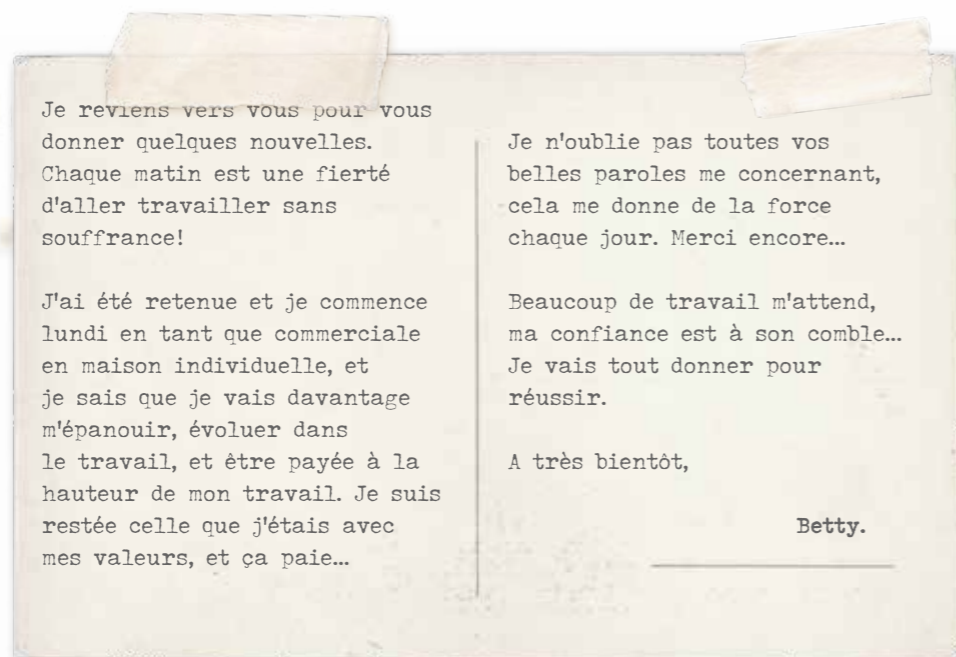 Je reviens vers vous pour vous
donner quelques nouvelles.
Chaque matin est une fierté
d'aller travailler sans
souffrance!
J'ai été retenue et je commence
lundi en tant que commerciale
en maison individuelle, et
je sais que je vais davantage
m'épanouir, évoluer dans
le travail, et être payée à la
hauteur de mon travail. Je suis
restée celle que j'étais avec
mes valeurs, et ça paie…
Je n'oublie pas toutes vos
belles paroles me concernant,
cela me donne de la force
chaque jour. Merci encore…
Beaucoup de travail m'attend,
ma confiance est à son comble…
Je vais tout donner pour
réussir.
A très bientôt,
Betty.